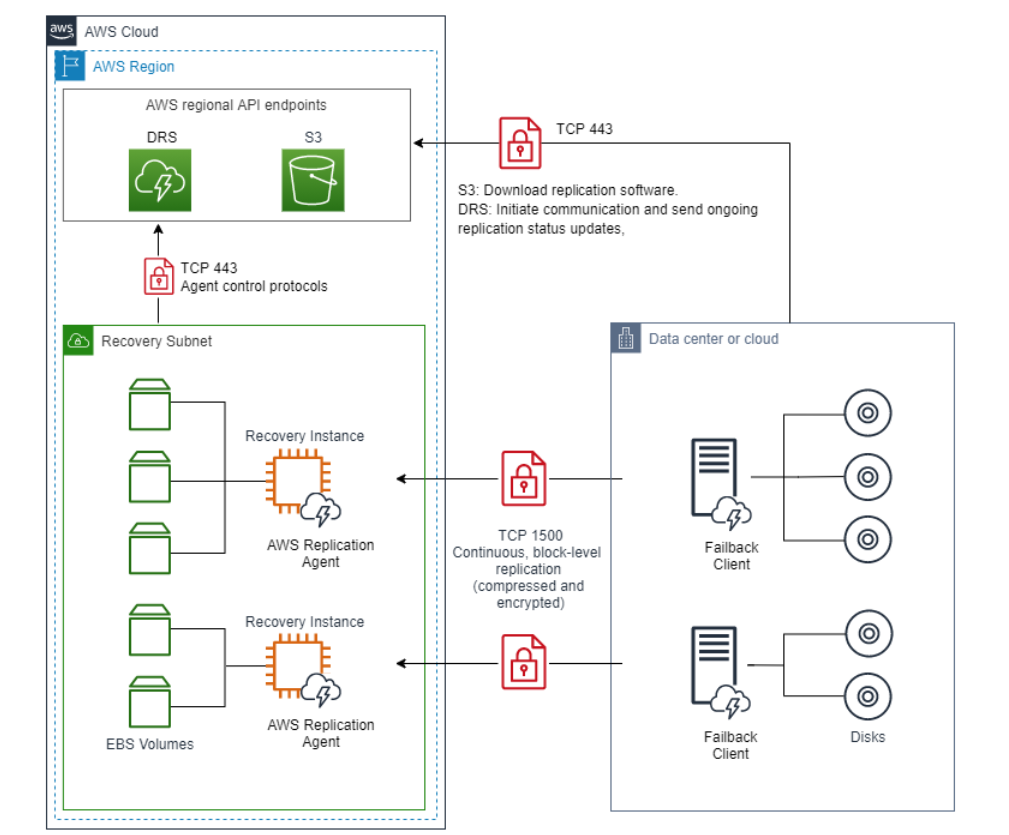 aws
AWS Cloud
AWS Region
AWS regional API endpoints
DRS
S3
TCP 443
S3: Download replication software.
DRS: Initiate communication and send ongoing
replication status updates,
TCP 443
Agent control protocols
Recovery Subnet
Data center or cloud
Recovery Instance
AWS Replication
Agent
TCP 1500
Continuous, block-level
replication
(compressed and
encrypted)
Failback
Client
Recovery Instance
AWS Replication
Agent
EBS Volumes
Failback
Client
Disks